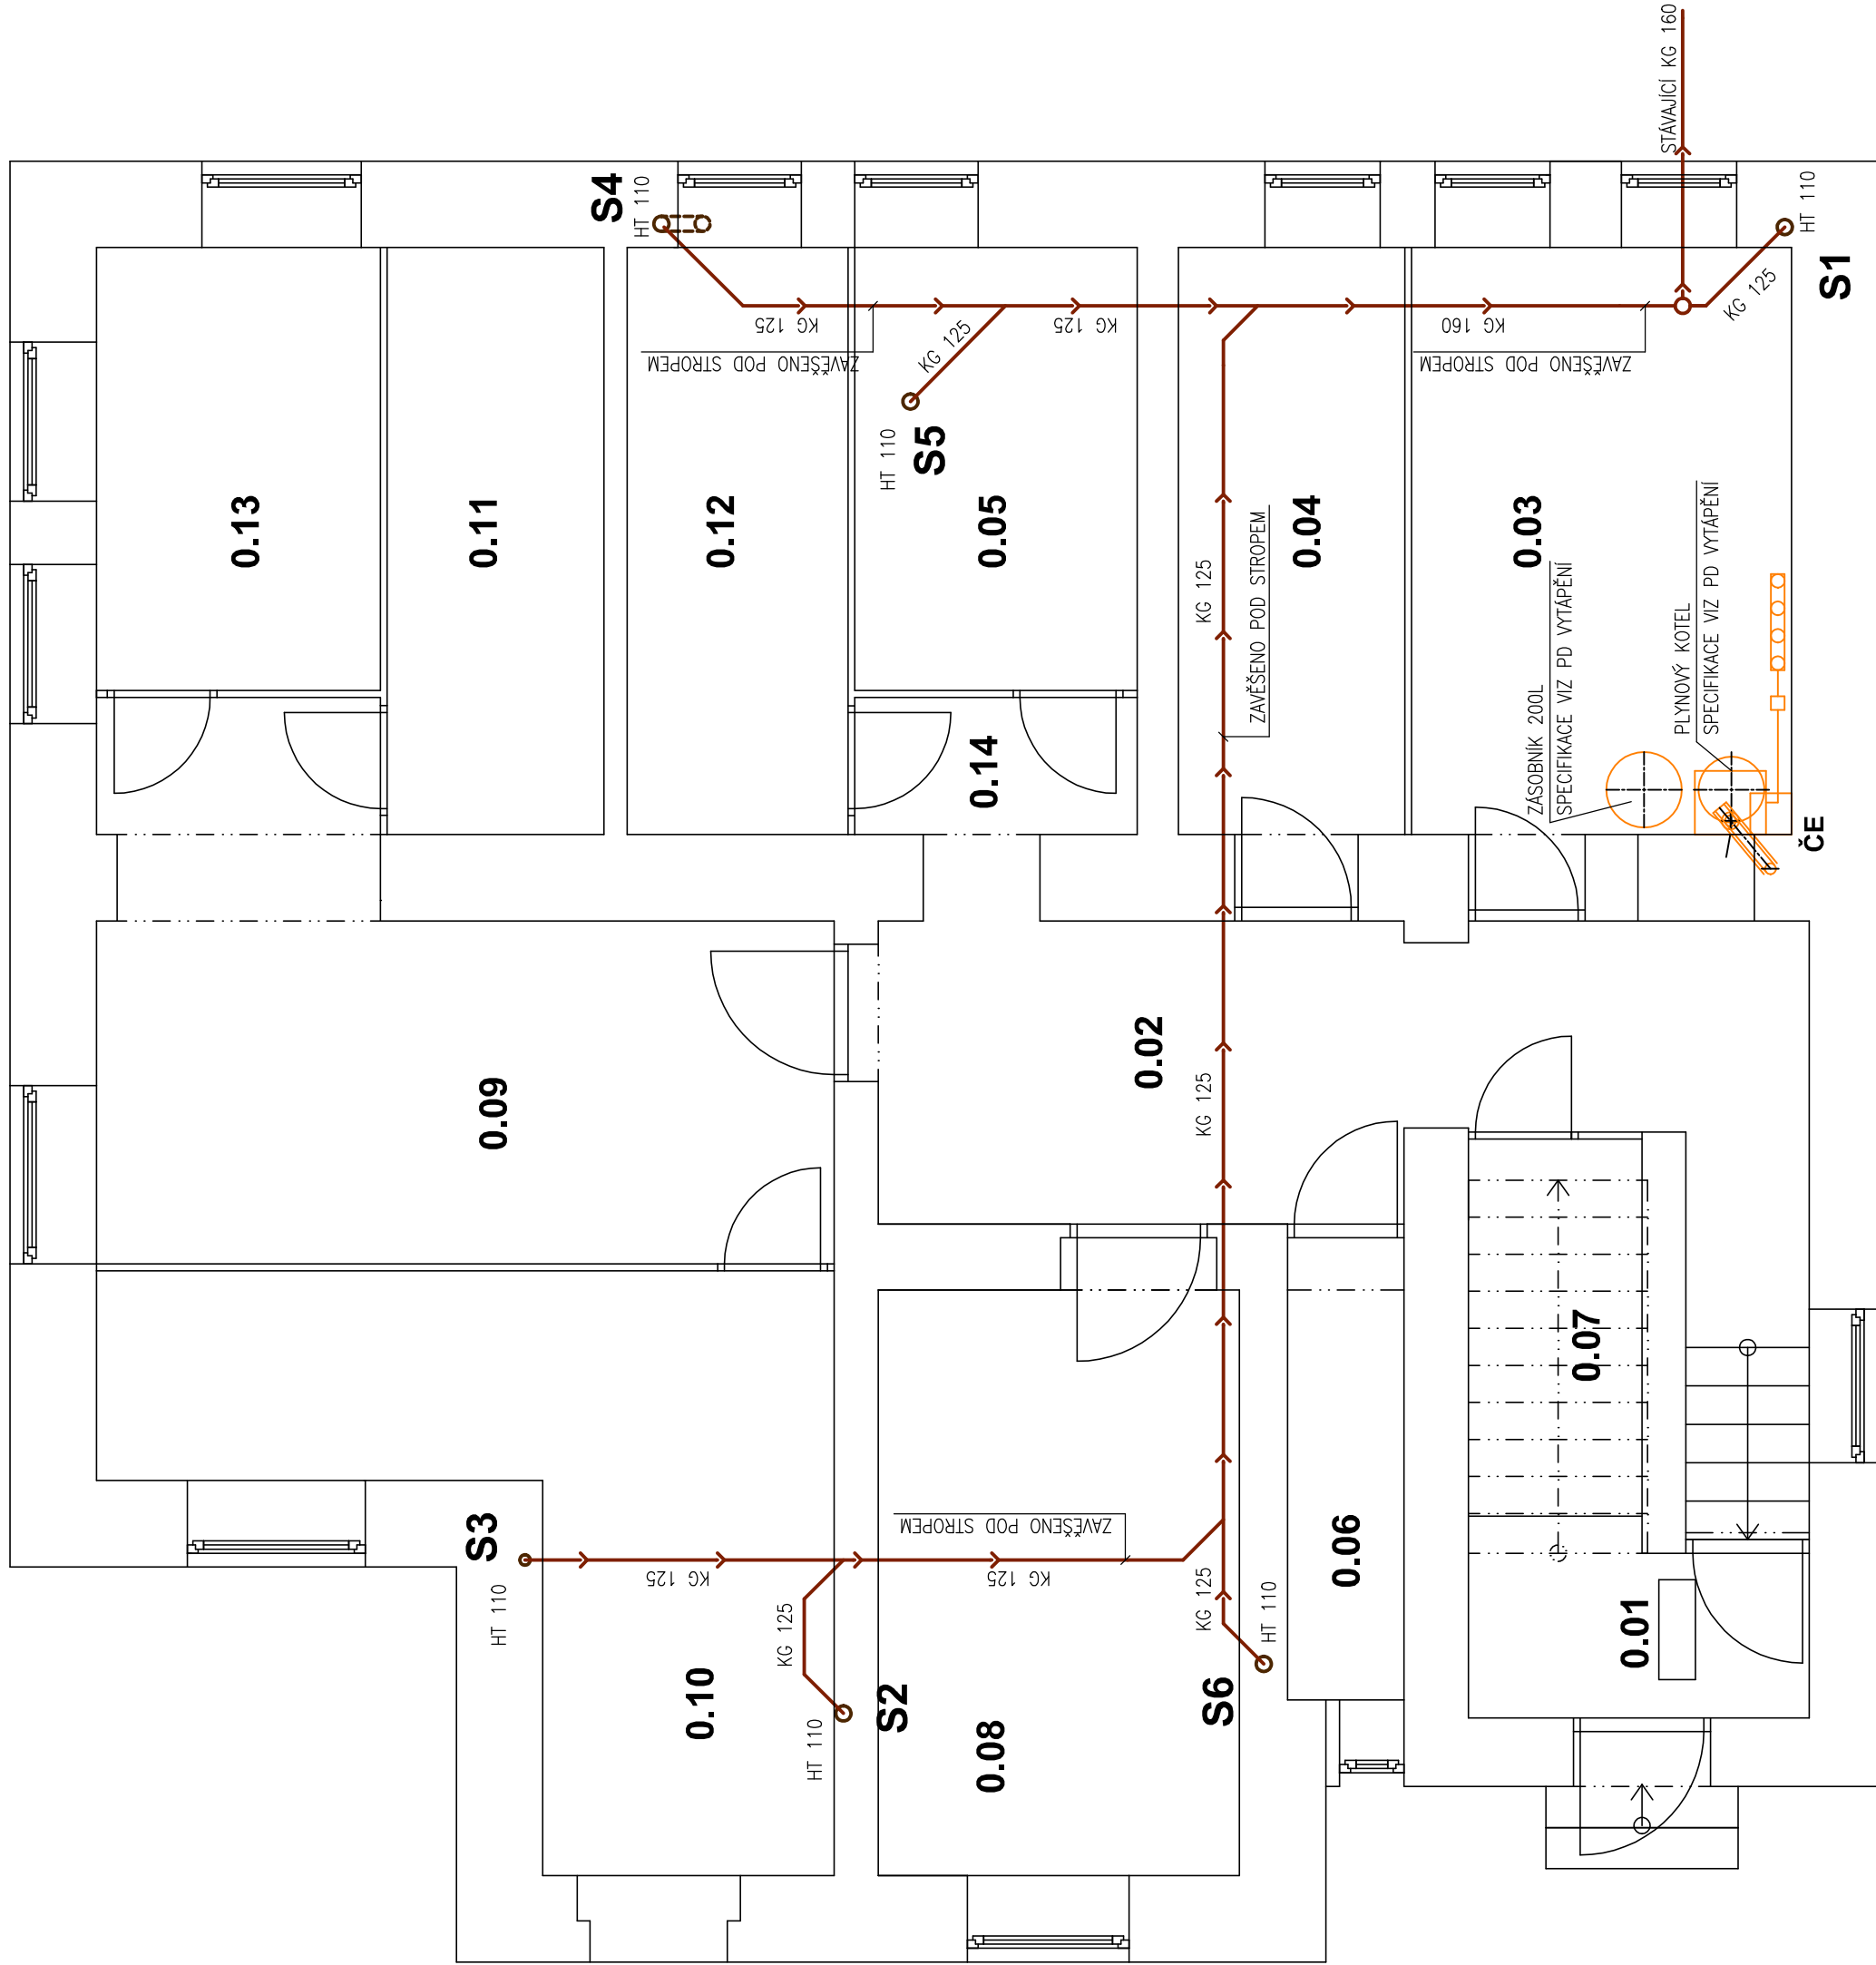 STÁVAJÍCÍ KG 160
S4
HT 110
HT 110
S1
KG 125
KG 125
ZAVĚŠENO POD STROPEM
KG 125
KG 125
KG 160
ZAVĚŠENO POD STROPEM
HT 110
S5
0.13
0.11
0.12
0.05
0.04
0.03
KG 125
ZAVĚŠENO POD STROPEM
ZÁSOBNÍK 200L
SPECIFIKACE VIZ PD VYTÁPĚNÍ
PLYNOVÝ KOTEL
SPECIFIKACE VIZ PD VYTÁPĚNÍ
0.14
ČE
0.09
0.02
KG 125
0.07
S3
HT 110
KG 125
ZAVĚŠENO POD STROPEM
KG 125
KG 125
KG 125
HT 110
0.06
0.01
0.10
HT 110
S2
S6
0.08